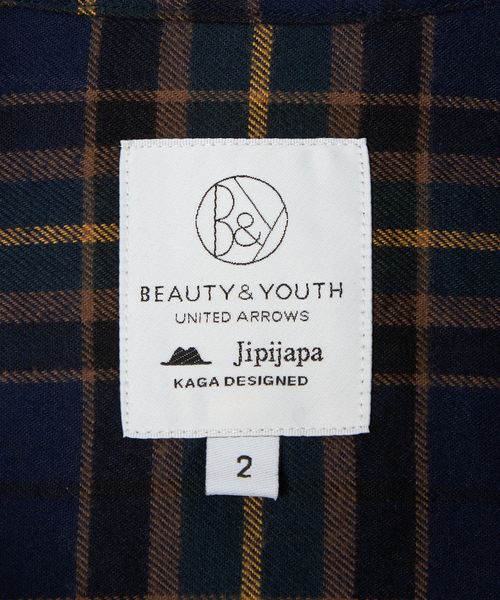 B&Y
BEAUTY & YOUTH
UNITED ARROWS
Jipijapa
KAGA DESIGNED
2